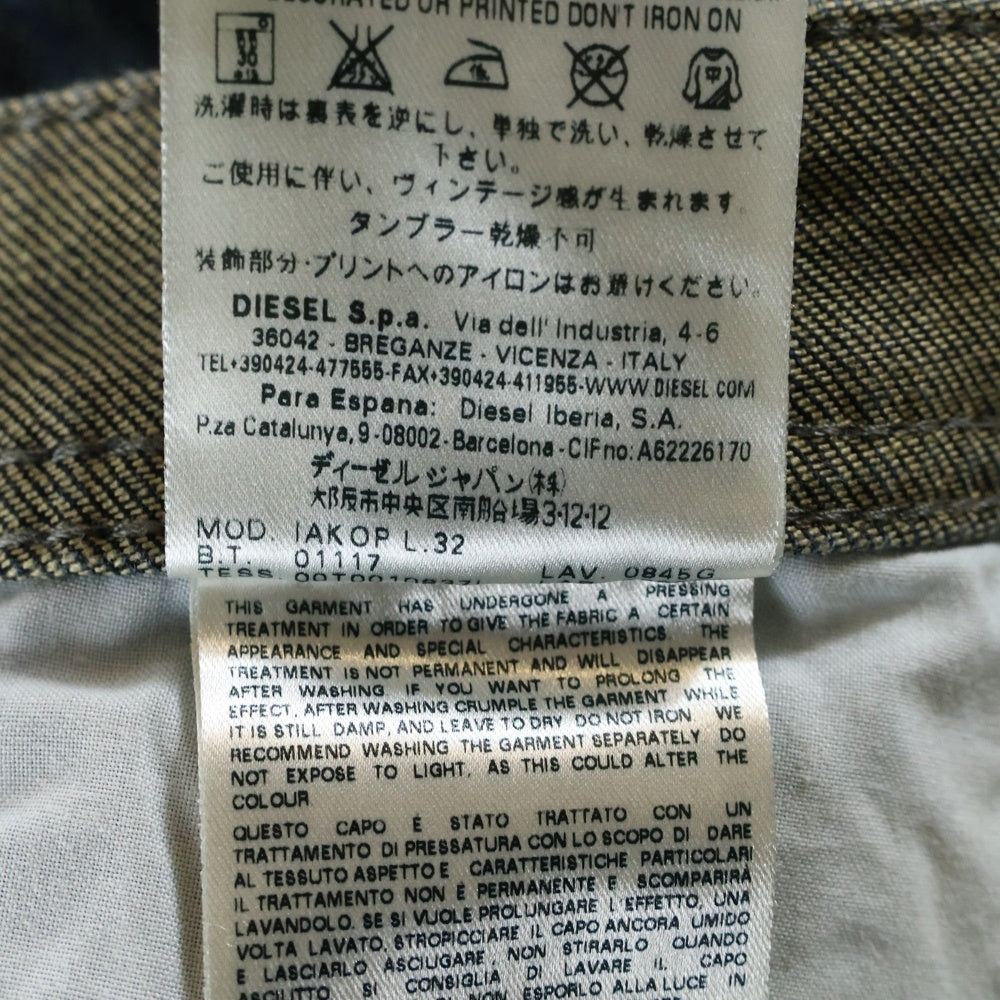 DECORATED OR PRINTED DON'T IRON ON
30
低
中
洗濯時は裏表を逆にし、単独で洗い、乾燥させて
下さい。
ご使用に伴い、ヴィンテージ感が生まれます。
タンブラー乾燥不可
装飾部分・プリントへのアイロンはお避けください。
DIESEL S.p.a. Via dell' Industria, 4-6
36042 - BREGANZE - VICENZA - ITALY
TEL+390424-477555-FAX+390424-411955-WWW.DIESEL.COM
Para Espana: Diesel Iberia, S.A.
P.za Catalunya, 9-08002-Barcelona-CIF no: A62226170
ディーゼル ジャパン(株)
大阪市中央区南船場3-12-12
MOD. IAKOP L.32
B.T. 01117
TESS. LAV. 0845G
THIS GARMENT HAS UNDERGONE A PRESSING
TREATMENT IN ORDER TO GIVE THE FABRIC A CERTAIN
APPEARANCE AND SPECIAL CHARACTERISTICS. THE
TREATMENT IS NOT PERMANENT AND WILL DISAPPEAR
AFTER WASHING. IF YOU WANT TO PROLONG THE
EFFECT, AFTER WASHING CRUMPLE THE GARMENT WHILE
IT IS STILL DAMP, AND LEAVE TO DRY. DO NOT IRON. WE
RECOMMEND WASHING THE GARMENT SEPARATELY. DO
NOT EXPOSE TO LIGHT, AS THIS COULD ALTER THE
COLOUR
QUESTO CAPO È STATO TRATTATO CON UN
TRATTAMENTO DI PRESSATURA CON LO SCOPO DI DARE
AL TESSUTO ASPETTO E CARATTERISTICHE PARTICOLARI
IL TRATTAMENTO NON È PERMANENTE E SCOMPARIRÀ
LAVANDOLO. SE SI VUOLE PROLUNGARE L'EFFETTO, UNA
VOLTA LAVATO, STROPICCIARE IL CAPO ANCORA UMIDO
E LASCIARLO ASCIUGARE. NON STIRARLO QUANDO
ASCIUTTO SI CONSIGLIA DI LAVARE IL CAPO
NON ESPORLO ALLA LUCE IN